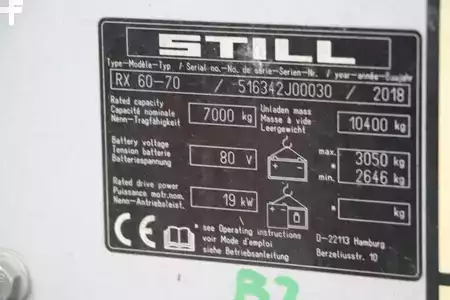 STILL
Type-Modèle-Typ / Serial no.-No. de série-Serien-Nr. / year-année-Baujahr
RX 60-70 / 516342J00030 / 2018
Rated capacity
Capacité nominale
Nenn-Tragfähigkeit
7000 kg
Unladen mass
Masse à vide
Leergewicht
10400 kg
Battery voltage
Tension batterie
Batteriespannung
80 V
max. 3050 kg
*
min. 2646 kg
Rated drive power
Puissance motr.nom.
Nenn-Antriebsleist.
19 kW
* kg
CE
* see Operating instructions
voir Mode d'emploi
siehe Betriebsanleitung
D-22113 Hamburg
Berzeliusstr. 10